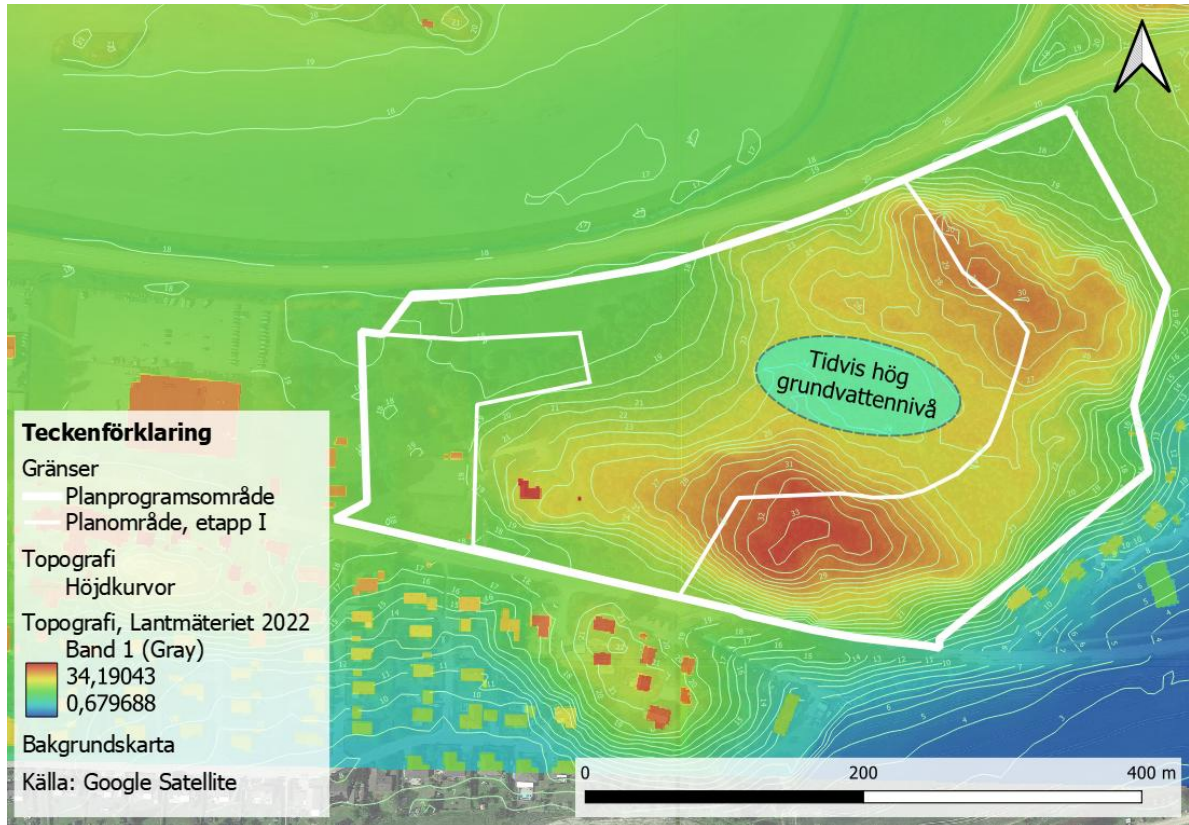 Tidvis hög
grundvattennivå
Teckenförklaring
Gränser
Planprogramsområde
Planområde, etapp I
Topografi
Höjdkurvor
Topografi, Lantmäteriet 2022
Band 1 (Gray)
34,19043
0,679688
Bakgrundskarta
Källa: Google Satellite
0 200 400 m